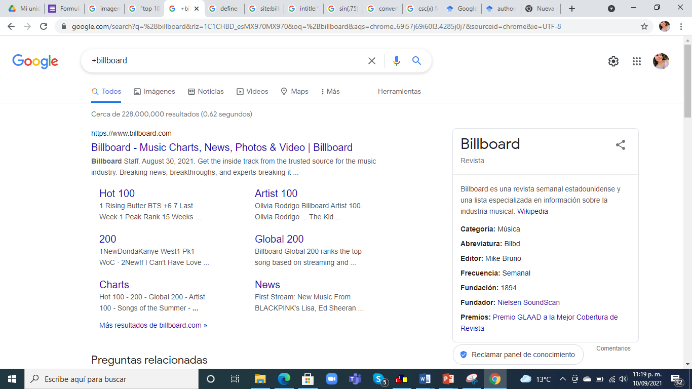 Mi uni
Formul
imagen
"top 10
+bi
define
site:bill
intitle
sin(.75
conver
csc(x) l
Google
author
Nueva
google.com/search?q=%2Bbillboard&rlz=1C1CHBD_esMX970MX970&oq=%2Bbillboard&aqs=chrome..69i57j69i60l3.4285j0j7&sourceid=chrome&ie=UTF-8
Google
+billboard
Todos
Imágenes
Noticias
Videos
Maps
Más
Herramientas
Cerca de 228,000,000 resultados (0.62 segundos)
https://www.billboard.com
Billboard - Music Charts, News, Photos & Video | Billboard
Billboard Staff. August 30, 2021. Get the inside track from the trusted source for the music
industry. Breaking news, breakthroughs, and experts breaking it ...
Hot 100
1 Rising Butter BTS +6 7 Last
Week 1 Peak Rank 15 Weeks ...
Artist 100
Olivia Rodrigo Billboard Artist 100.
Olivia Rodrigo ... The Kid ...
200
1NewDondaKanye West1 Pk1 -
WoC - 2NewIf I Can't Have Love ...
Global 200
Billboard Global 200 ranks the top
song based on streaming and ...
Charts
Hot 100 - 200 - Global 200 - Artist
100 - Songs of the Summer - ...
News
First Stream: New Music From
BLACKPINK's Lisa, Ed Sheeran ...
Más resultados de billboard.com »
Preguntas relacionadas
Billboard
Revista
Billboard es una revista semanal estadounidense y
una lista especializada en información sobre la
industria musical. Wikipedia
Categoría: Música
Abreviatura: Bilbd
Editor: Mike Bruno
Frecuencia: Semanal
Fundación: 1894
Fundador: Nielsen SoundScan
Premios: Premio GLAAD a la Mejor Cobertura de
Revista
Comentarios
Reclamar panel de conocimiento
Escribe aquí para buscar
13°C
11:19 p. m.
10/09/2021